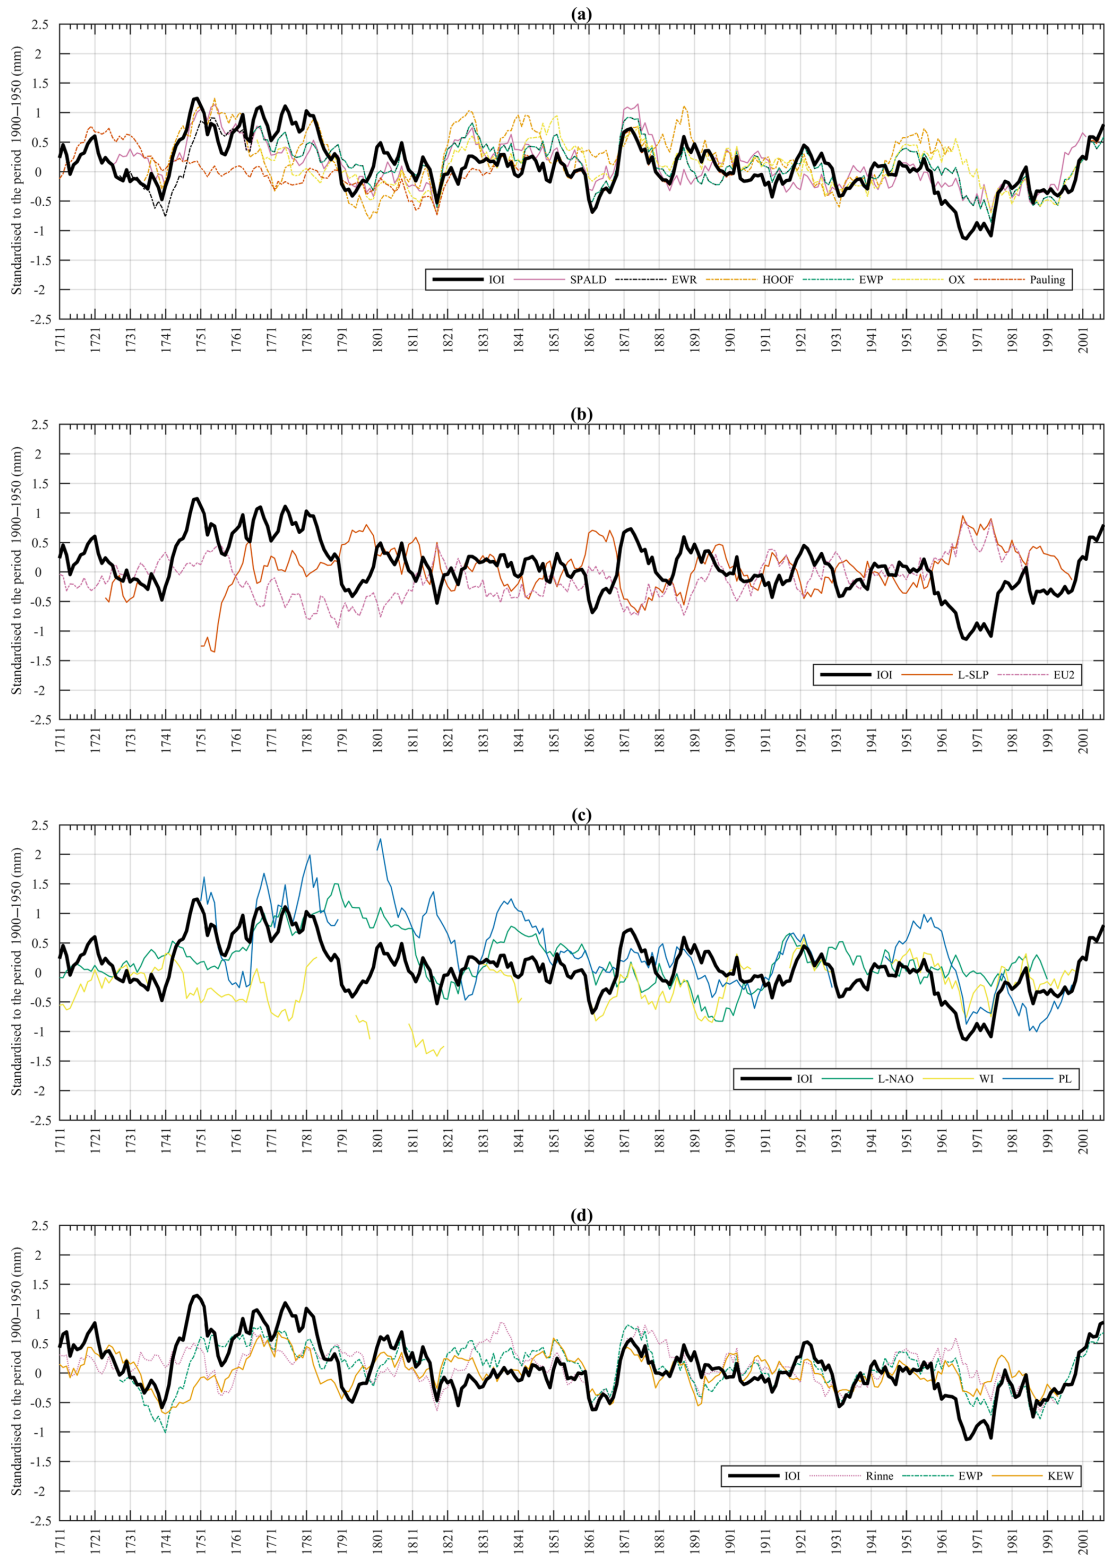 (a)
Standardised to the period 1900–1950 (mm)
2.5
2
1.5
1
0.5
0
-0.5
-1
-1.5
-2
-2.5
IOI SPALD EWR HOOF EWP OX Pauling
1711 1721 1731 1741 1751 1761 1771 1781 1791 1801 1811 1821 1831 1841 1851 1861 1871 1881 1891 1901 1911 1921 1931 1941 1951 1961 1971 1981 1991 2001
(b)
Standardised to the period 1900–1950 (mm)
2.5
2
1.5
1
0.5
0
-0.5
-1
-1.5
-2
-2.5
IOI L-SLP EU2
1711 1721 1731 1741 1751 1761 1771 1781 1791 1801 1811 1821 1831 1841 1851 1861 1871 1881 1891 1901 1911 1921 1931 1941 1951 1961 1971 1981 1991 2001
(c)
Standardised to the period 1900–1950 (mm)
2.5
2
1.5
1
0.5
0
-0.5
-1
-1.5
-2
-2.5
IOI L-NAO WI PL
1711 1721 1731 1741 1751 1761 1771 1781 1791 1801 1811 1821 1831 1841 1851 1861 1871 1881 1891 1901 1911 1921 1931 1941 1951 1961 1971 1981 1991 2001
(d)
Standardised to the period 1900–1950 (mm)
2.5
2
1.5
1
0.5
0
-0.5
-1
-1.5
-2
-2.5
IOI Rinne EWP KEW
1711 1721 1731 1741 1751 1761 1771 1781 1791 1801 1811 1821 1831 1841 1851 1861 1871 1881 1891 1901 1911 1921 1931 1941 1951 1961 1971 1981 1991 2001